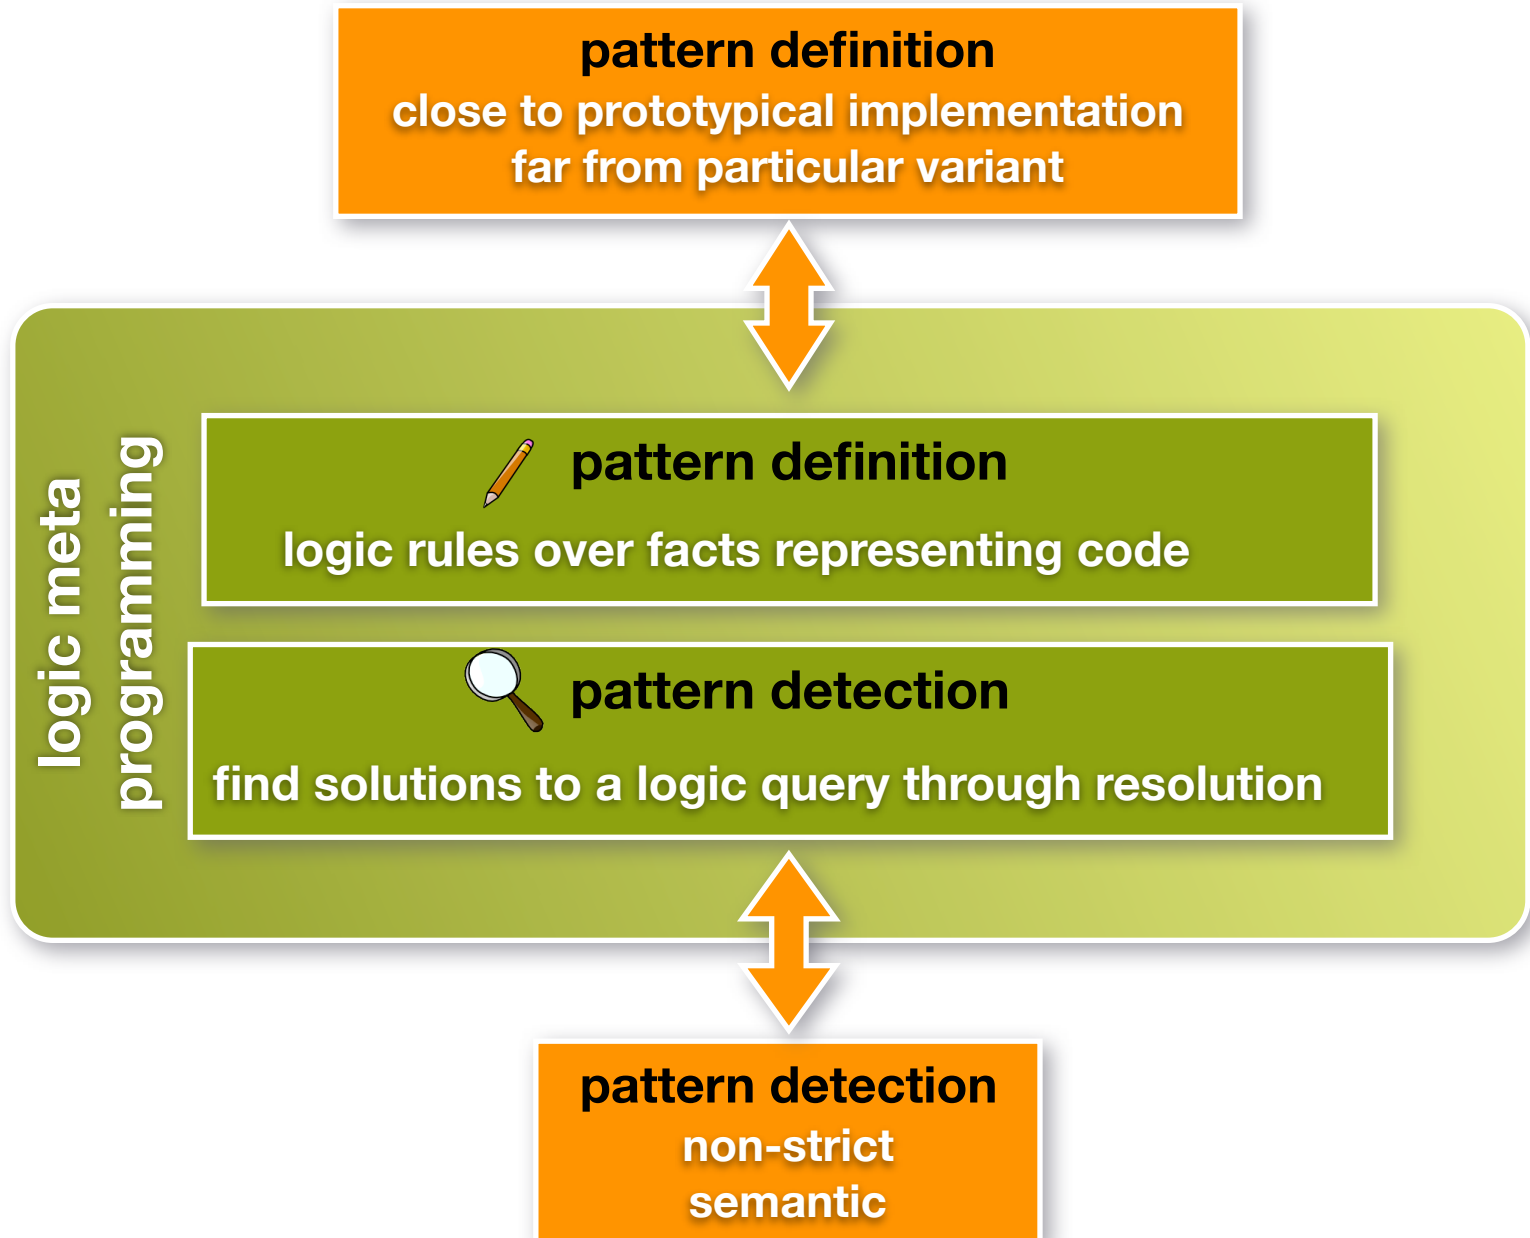 pattern definition
close to prototypical implementation
far from particular variant
logic meta
programming
pattern definition
logic rules over facts representing code
pattern detection
find solutions to a logic query through resolution
pattern detection
non-strict
semantic